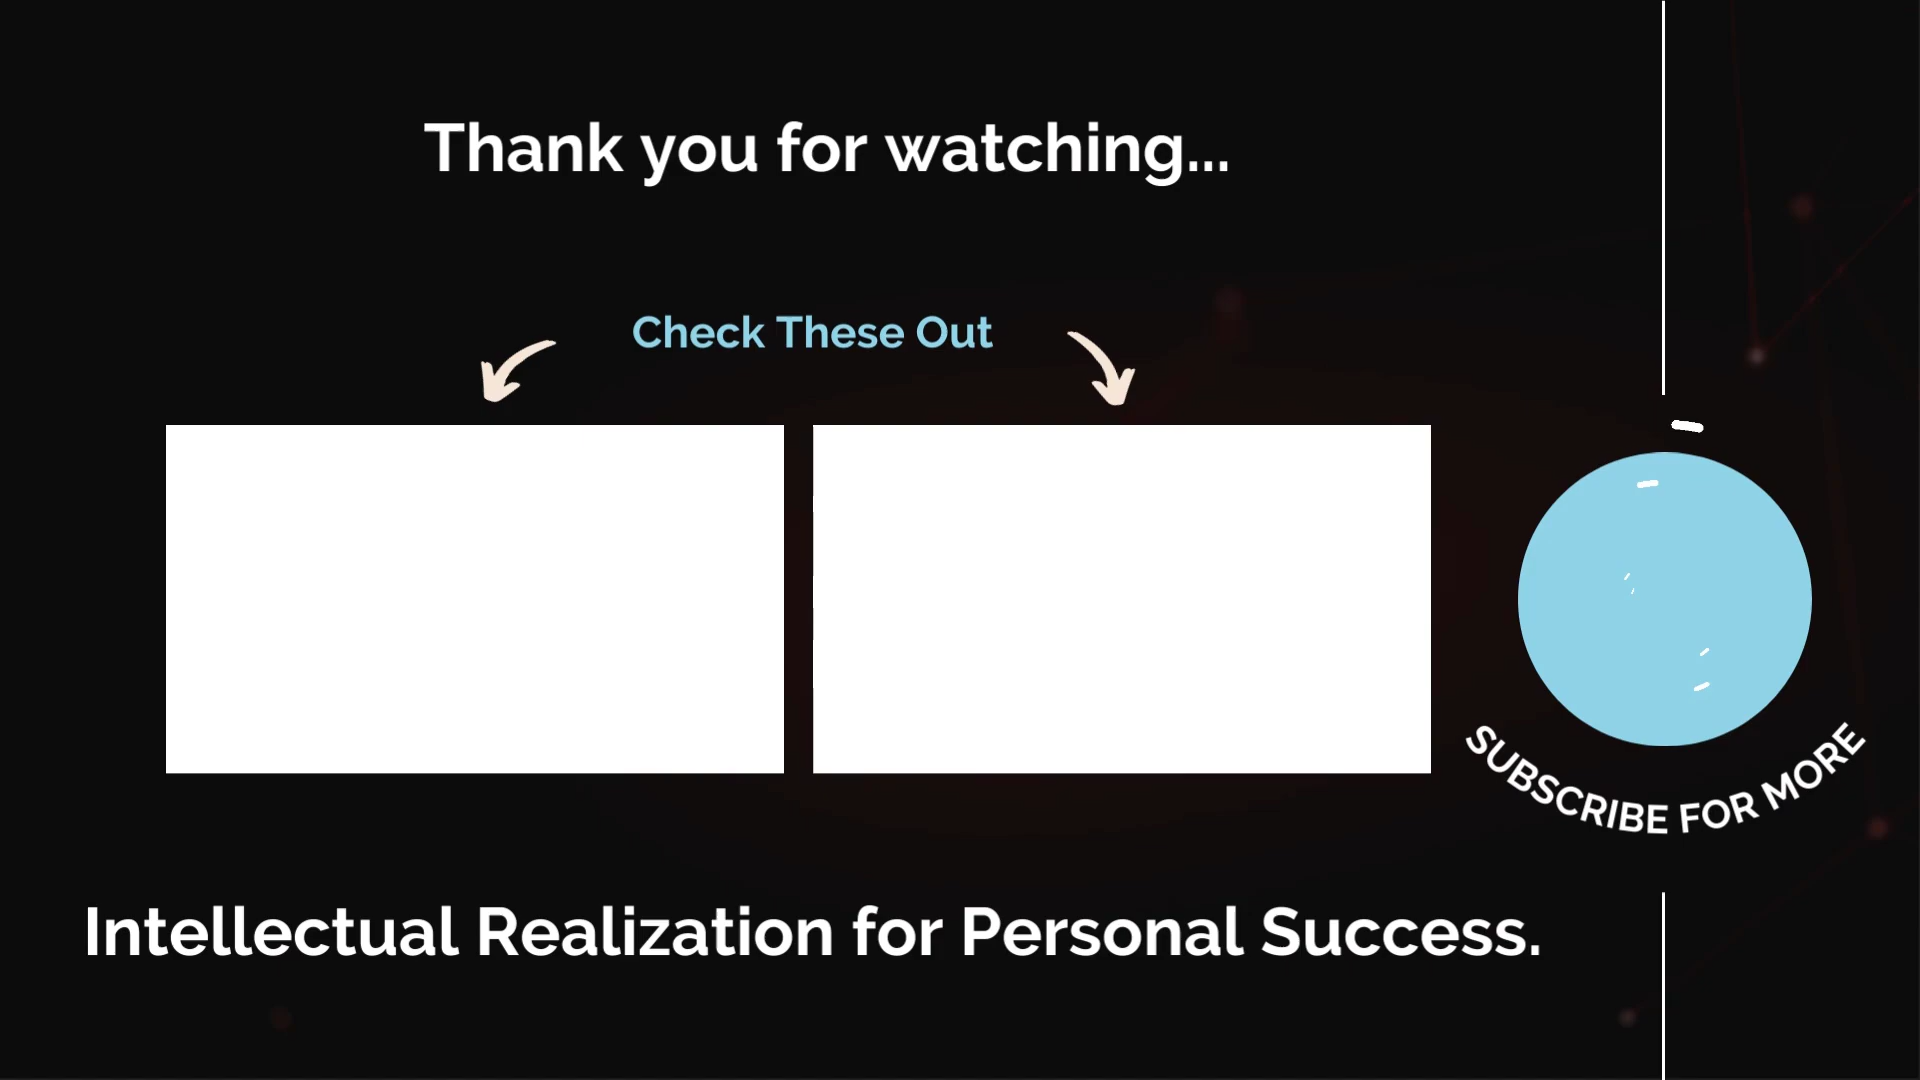 Thank you for watching...
Check These Out
SUBSCRIBE FOR MORE
Intellectual Realization for Personal Success.